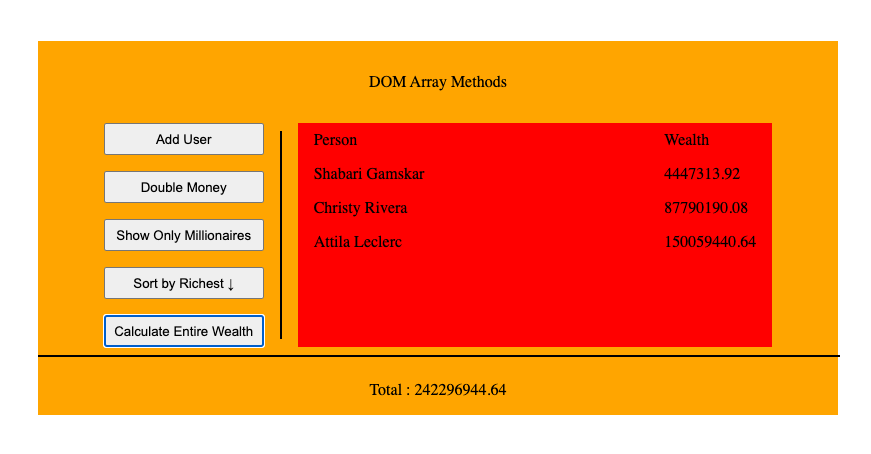 DOM Array Methods
Add User
Double Money
Show Only Millionaires
Sort by Richest ↓
Calculate Entire Wealth
Person Wealth
Shabari Gamskar 4447313.92
Christy Rivera 87790190.08
Attila Leclerc 150059440.64
Total : 242296944.64